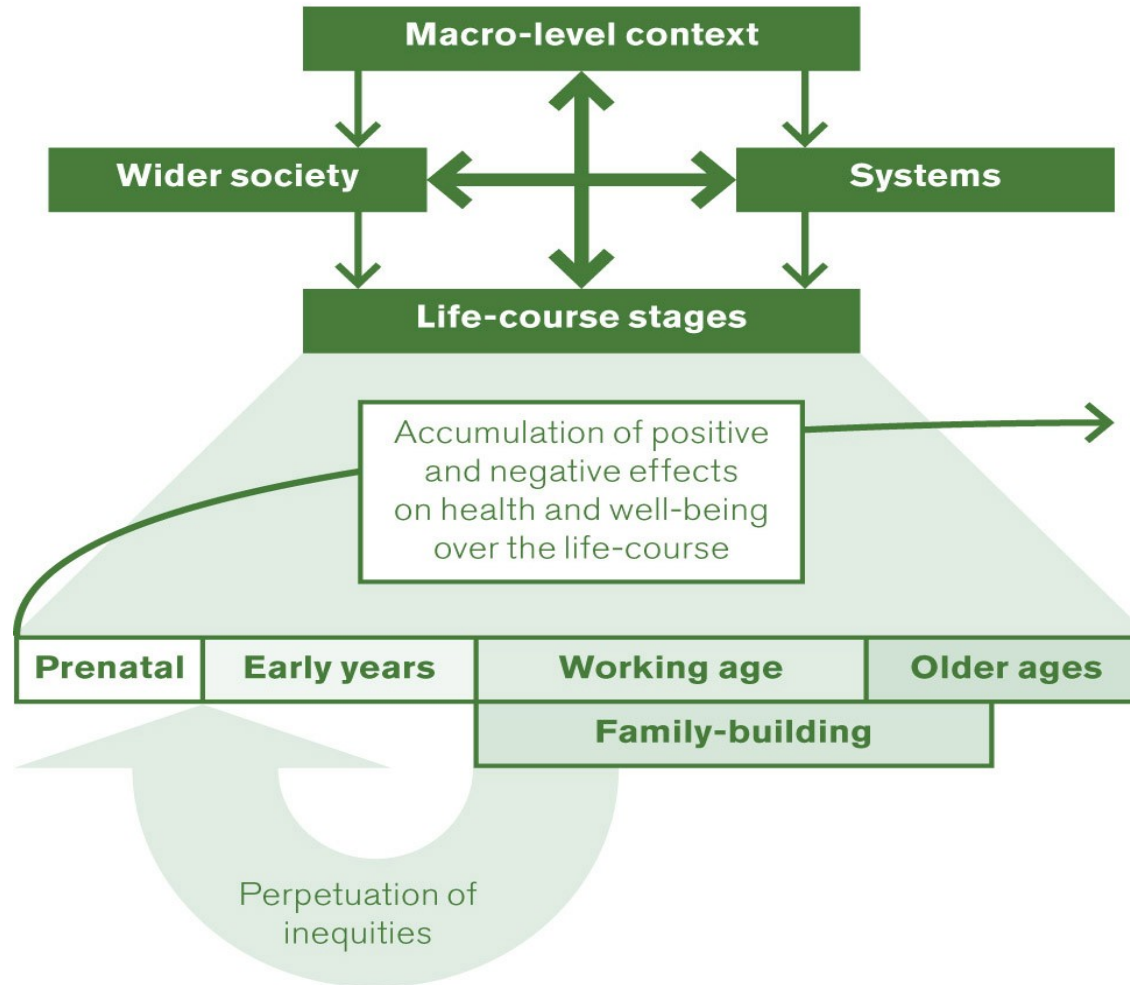 Macro-level context
Wider society
Systems
Life-course stages
Accumulation of positive
and negative effects
on health and well-being
over the life-course
Prenatal
Early years
Working age
Older ages
Family-building
Perpetuation of
inequities